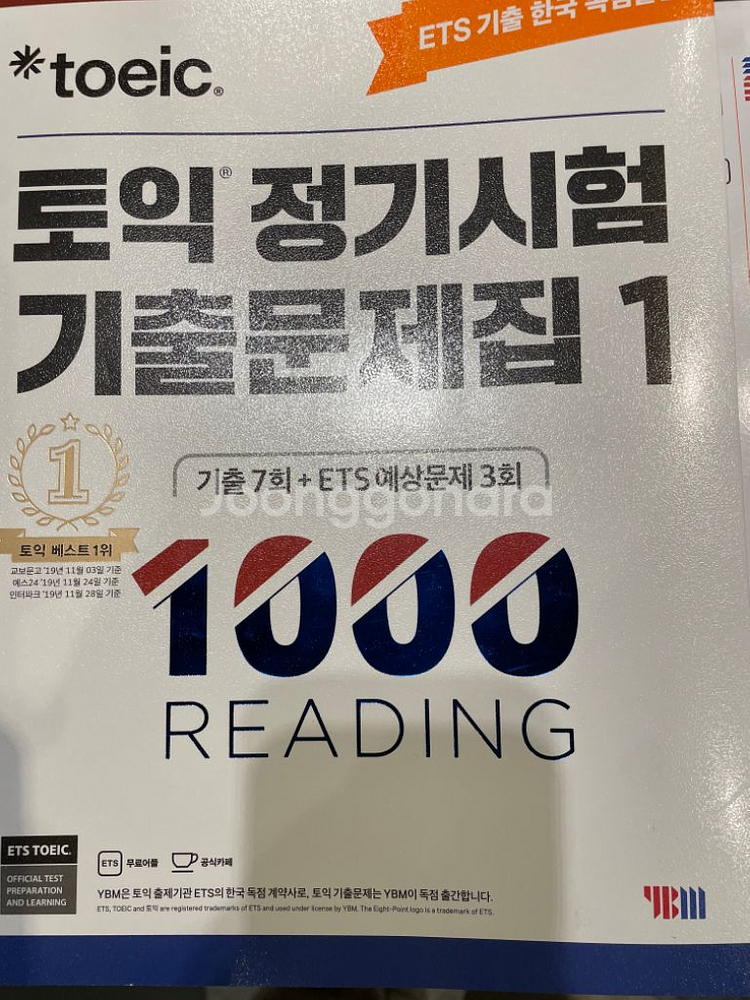 ETS 기출 한국
*toeic®
토익® 정기시험
기출문제집 1
기출 7회 + ETS 예상문제 3회
Joonggonara
1
토익 베스트 1위
교보문고 '19년 11월 03일 기준
예스24 '19년 11월 24일 기준
인터파크 '19년 11월 28일 기준
1000
READING
ETS TOEIC.
OFFICIAL TEST
PREPARATION
AND LEARNING
ETS 무료어플 공식카페
YBM은 토익 출제기관 ETS의 한국 독점 계약사로, 토익 기출문제는 YBM이 독점 출간합니다.
ETS, TOEIC and 토익 are registered trademarks of ETS and used under license by YBM. The Eight-Point logo is a trademark of ETS.
YBM